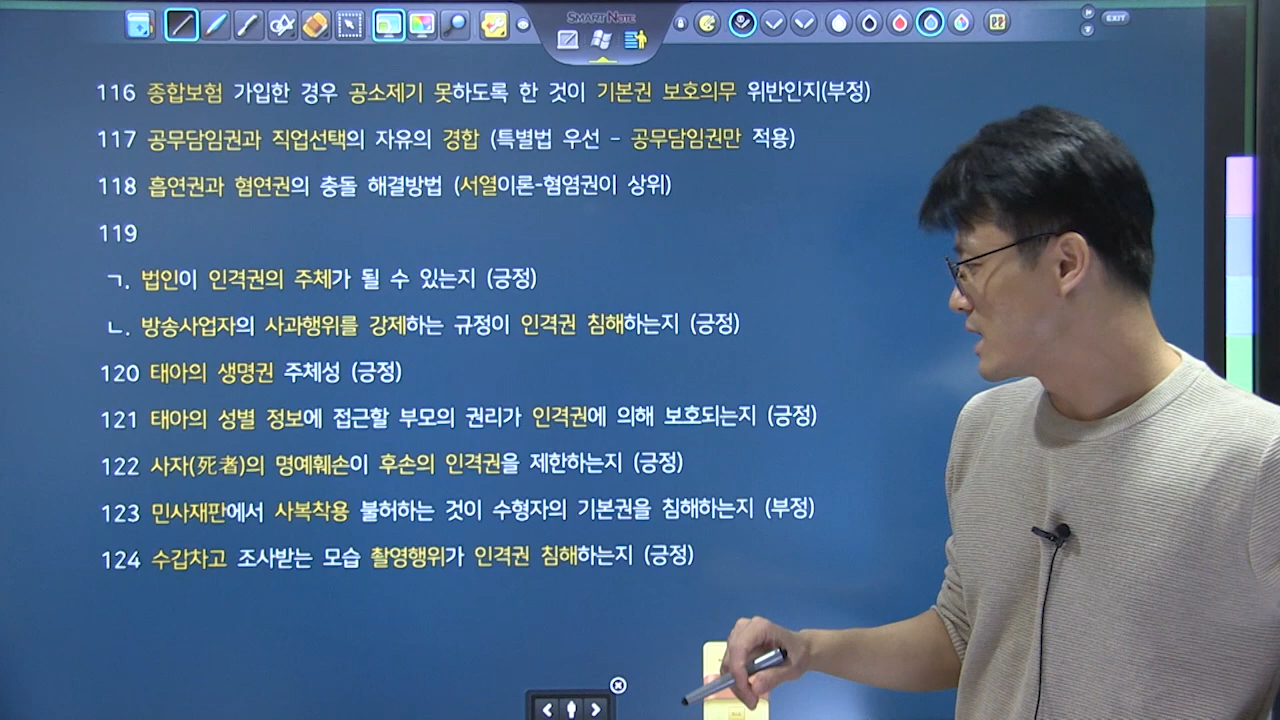 SMART NOTE
EXIT
116 종합보험 가입한 경우 공소제기 못하도록 한 것이 기본권 보호의무 위반인지(부정)
117 공무담임권과 직업선택의 자유의 경합 (특별법 우선 - 공무담임권만 적용)
118 흡연권과 혐연권의 충돌 해결방법 (서열이론-혐염권이 상위)
119
ㄱ. 법인이 인격권의 주체가 될 수 있는지 (긍정)
ㄴ. 방송사업자의 사과행위를 강제하는 규정이 인격권 침해하는지 (긍정)
120 태아의 생명권 주체성 (긍정)
121 태아의 성별 정보에 접근할 부모의 권리가 인격권에 의해 보호되는지 (긍정)
122 사자(死者)의 명예훼손이 후손의 인격권을 제한하는지 (긍정)
123 민사재판에서 사복착용 불허하는 것이 수형자의 기본권을 침해하는지 (부정)
124 수갑차고 조사받는 모습 촬영행위가 인격권 침해하는지 (긍정)